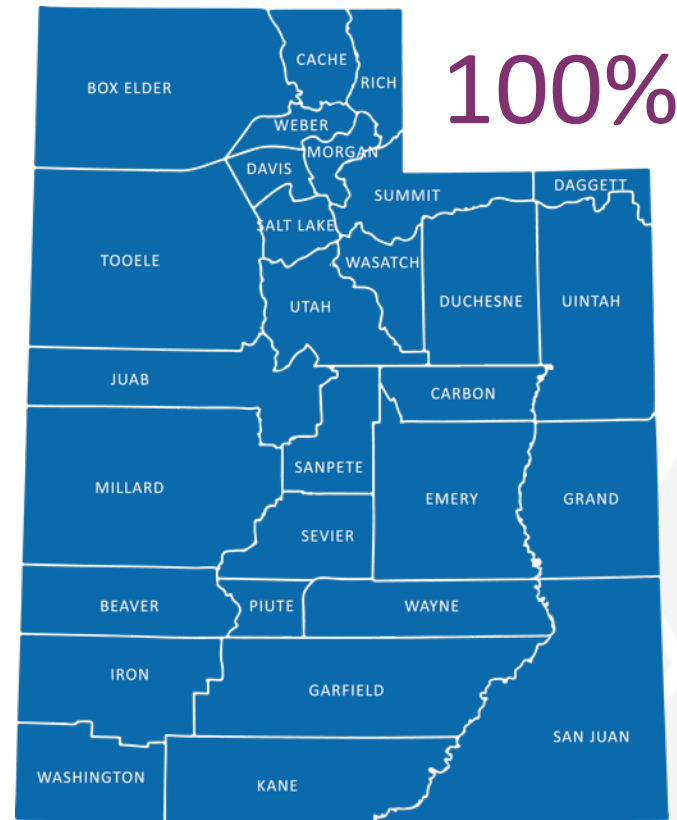 100%
CACHE
RICH
BOX ELDER
WEBER
MORGAN
DAVIS
DAGGETT
SUMMIT
SALT LAKE
TOOELE
WASATCH
DUCHESNE
UINTAH
UTAH
JUAB
CARBON
SANPETE
MILLARD
EMERY
GRAND
SEVIER
BEAVER
PIUTE
WAYNE
IRON
GARFIELD
SAN JUAN
WASHINGTON
KANE